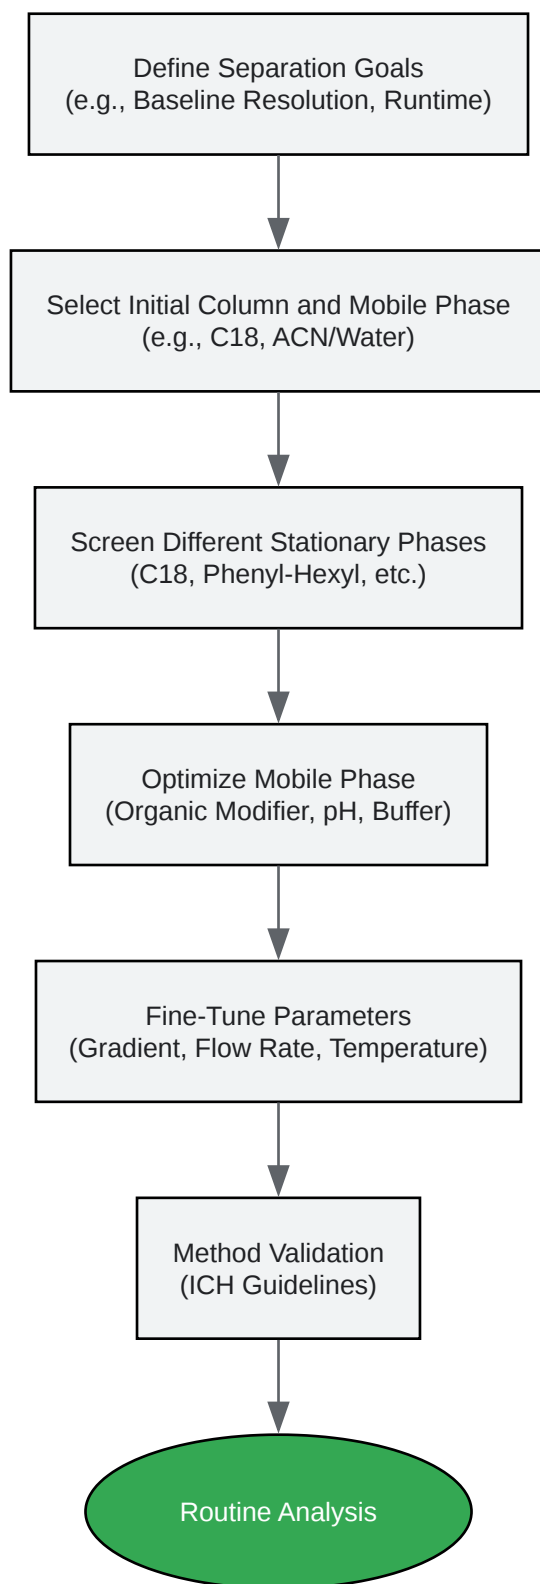 Define Separation Goals
(e.g., Baseline Resolution, Runtime)
Select Initial Column and Mobile Phase
(e.g., C18, ACN/Water)
Screen Different Stationary Phases
(C18, Phenyl-Hexyl, etc.)
Optimize Mobile Phase
(Organic Modifier, pH, Buffer)
Fine-Tune Parameters
(Gradient, Flow Rate, Temperature)
Method Validation
(ICH Guidelines)
Routine Analysis